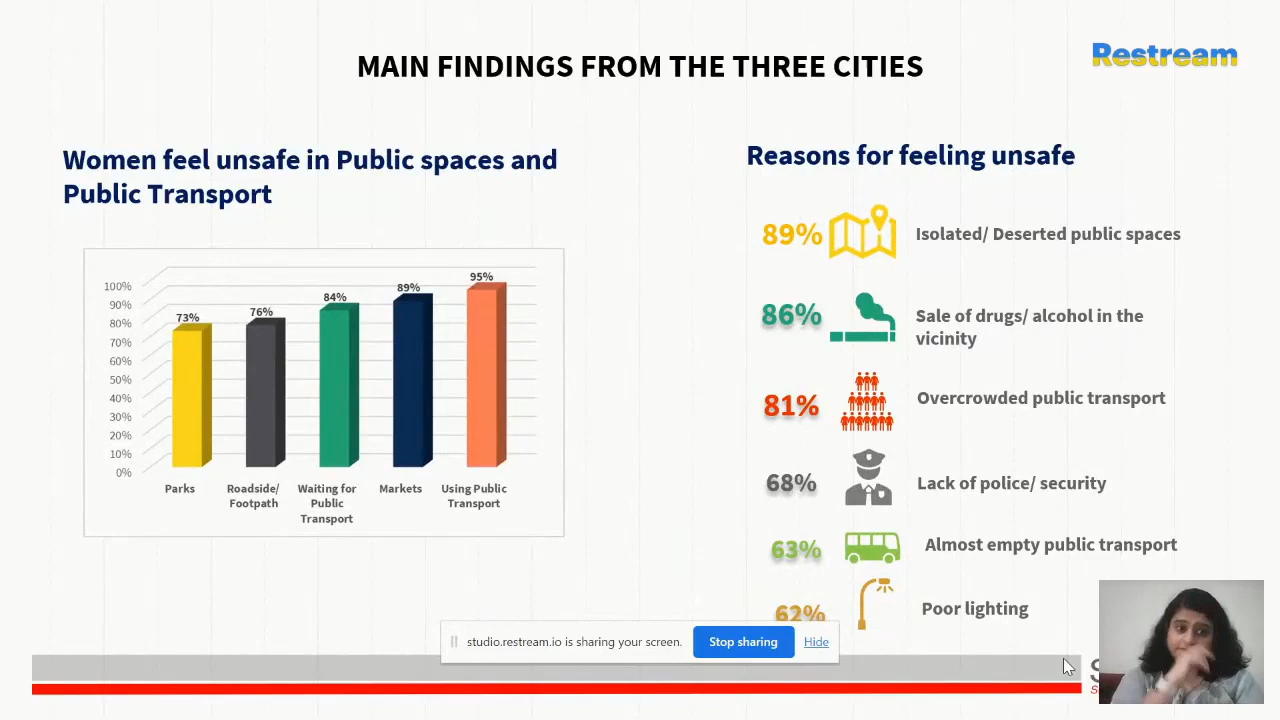 MAIN FINDINGS FROM THE THREE CITIES
Restream
Women feel unsafe in Public spaces and
Public Transport
100%
90%
80%
70%
60%
50%
40%
30%
20%
10%
0%
73%
76%
84%
89%
95%
Parks
Roadside/
Footpath
Waiting for
Public
Transport
Markets
Using Public
Transport
Reasons for feeling unsafe
89% Isolated/ Deserted public spaces
86% Sale of drugs/ alcohol in the
vicinity
81% Overcrowded public transport
68% Lack of police/ security
63% Almost empty public transport
62% Poor lighting
studio.restream.io is sharing your screen. Stop sharing Hide